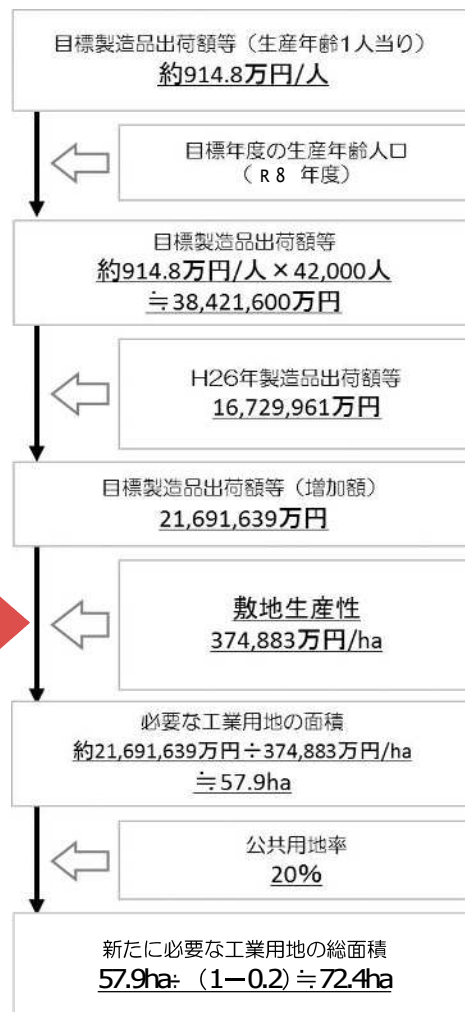 目標製造品出荷額等（生産年齢1人当り）
約914.8万円/人
目標年度の生産年齢人口
（R8 年度）
目標製造品出荷額等
約914.8万円/人×42,000人
≒38,421,600万円
H26年製造品出荷額等
16,729,961万円
目標製造品出荷額等（増加額）
21,691,639万円
敷地生産性
374,883万円/ha
必要な工業用地の面積
約21,691,639万円÷374,883万円/ha
≒57.9ha
公共用地率
20%
新たに必要な工業用地の総面積
57.9ha÷（1−0.2）≒72.4ha